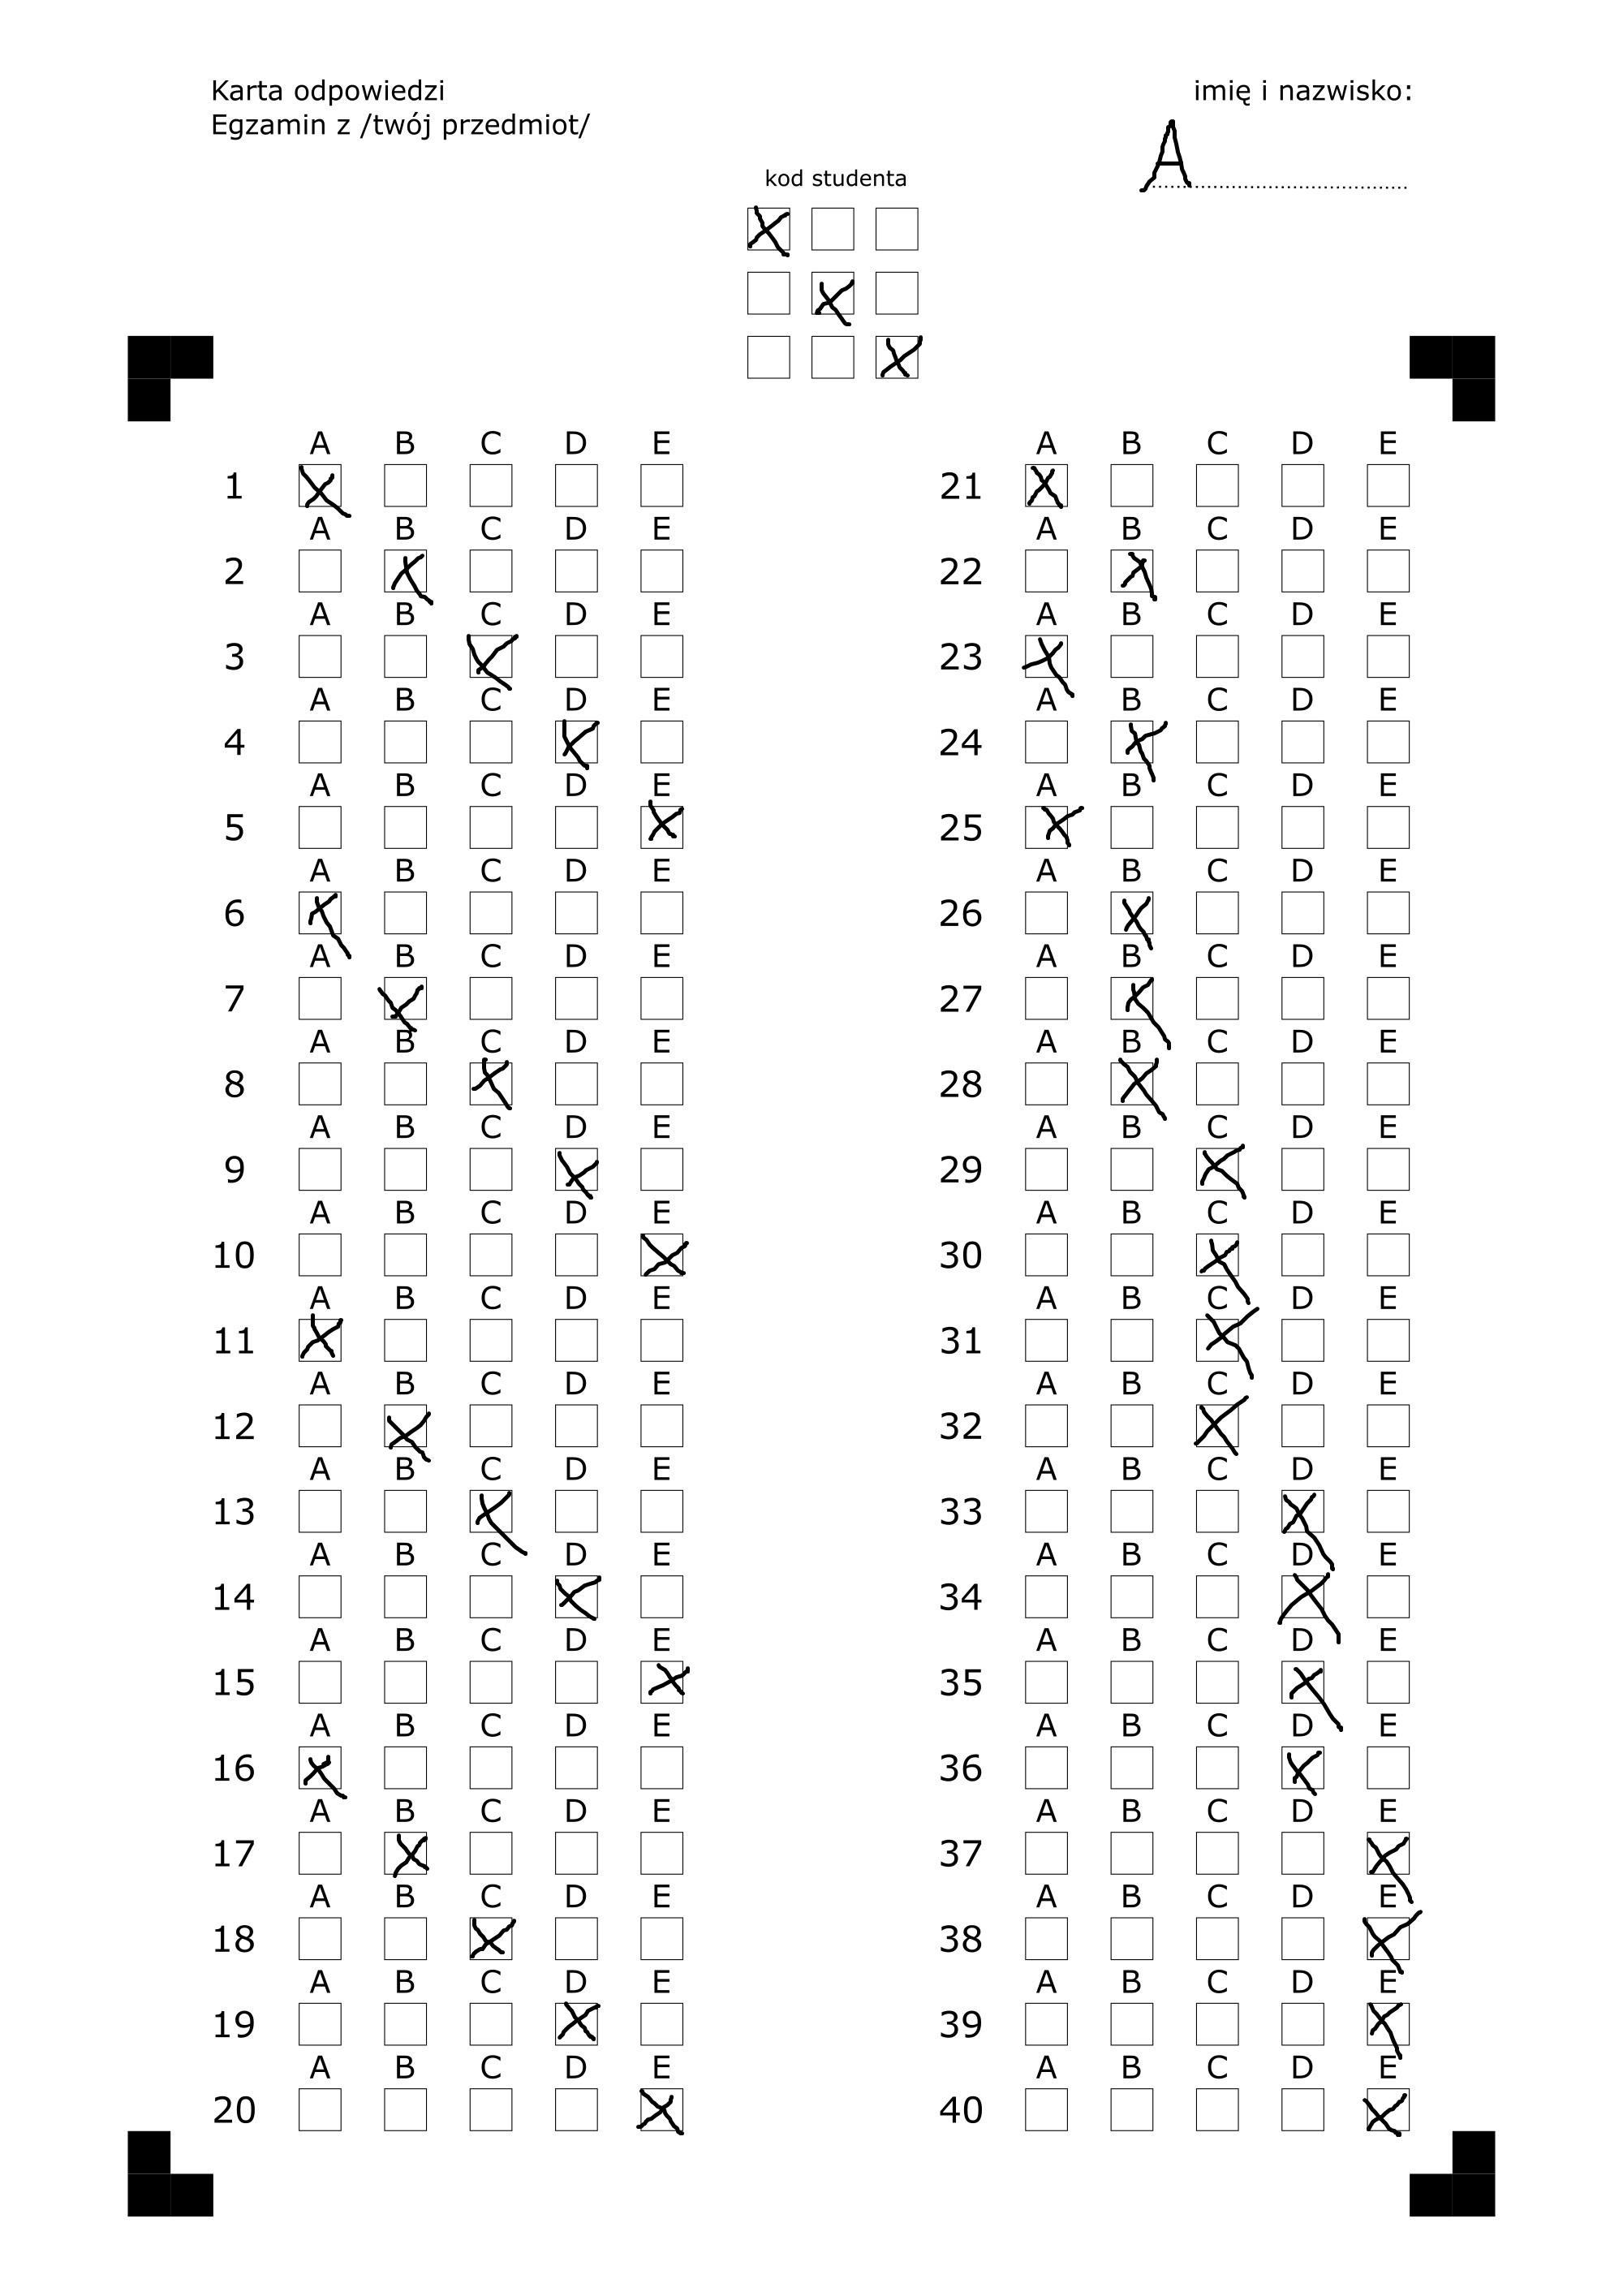 Karta odpowiedzi
Egzamin z /twój przedmiot/
imię i nazwisko:
A
kod studenta
A B C D E
1
A B C D E
2
A B C D E
3
A B C D E
4
A B C D E
5
A B C D E
6
A B C D E
7
A B C D E
8
A B C D E
9
A B C D E
10
A B C D E
11
A B C D E
12
A B C D E
13
A B C D E
14
A B C D E
15
A B C D E
16
A B C D E
17
A B C D E
18
A B C D E
19
A B C D E
20
A B C D E
21
A B C D E
22
A B C D E
23
A B C D E
24
A B C D E
25
A B C D E
26
A B C D E
27
A B C D E
28
A B C D E
29
A B C D E
30
A B C D E
31
A B C D E
32
A B C D E
33
A B C D E
34
A B C D E
35
A B C D E
36
A B C D E
37
A B C D E
38
A B C D E
39
A B C D E
40